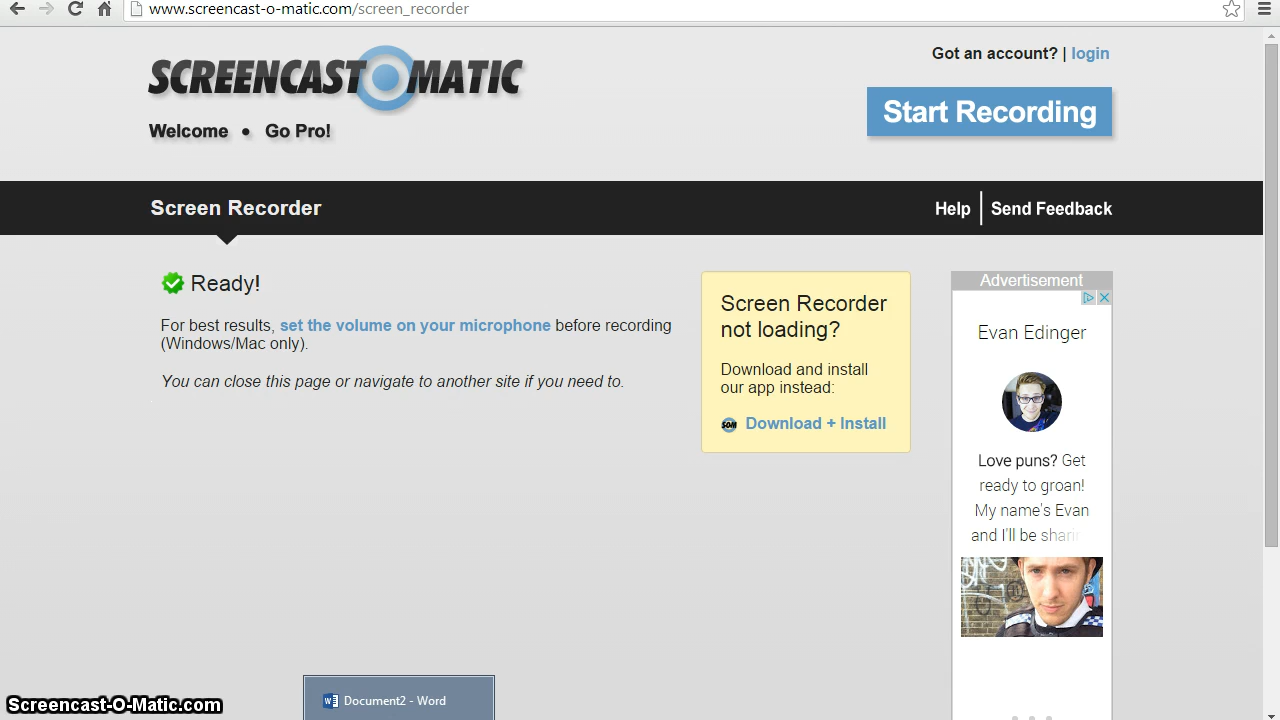 www.screencast-o-matic.com/screen_recorder
SCREENCAST O MATIC
Got an account? | login
Start Recording
Welcome • Go Pro!
Screen Recorder
Help | Send Feedback
Ready!
For best results, set the volume on your microphone before recording
(Windows/Mac only).
You can close this page or navigate to another site if you need to.
Screen Recorder
not loading?
Download and install
our app instead:
SOM Download + Install
Advertisement
Evan Edinger
Love puns? Get
ready to groan!
My name's Evan
and I'll be sharin
Document2 - Word
Screencast-O-Matic.com